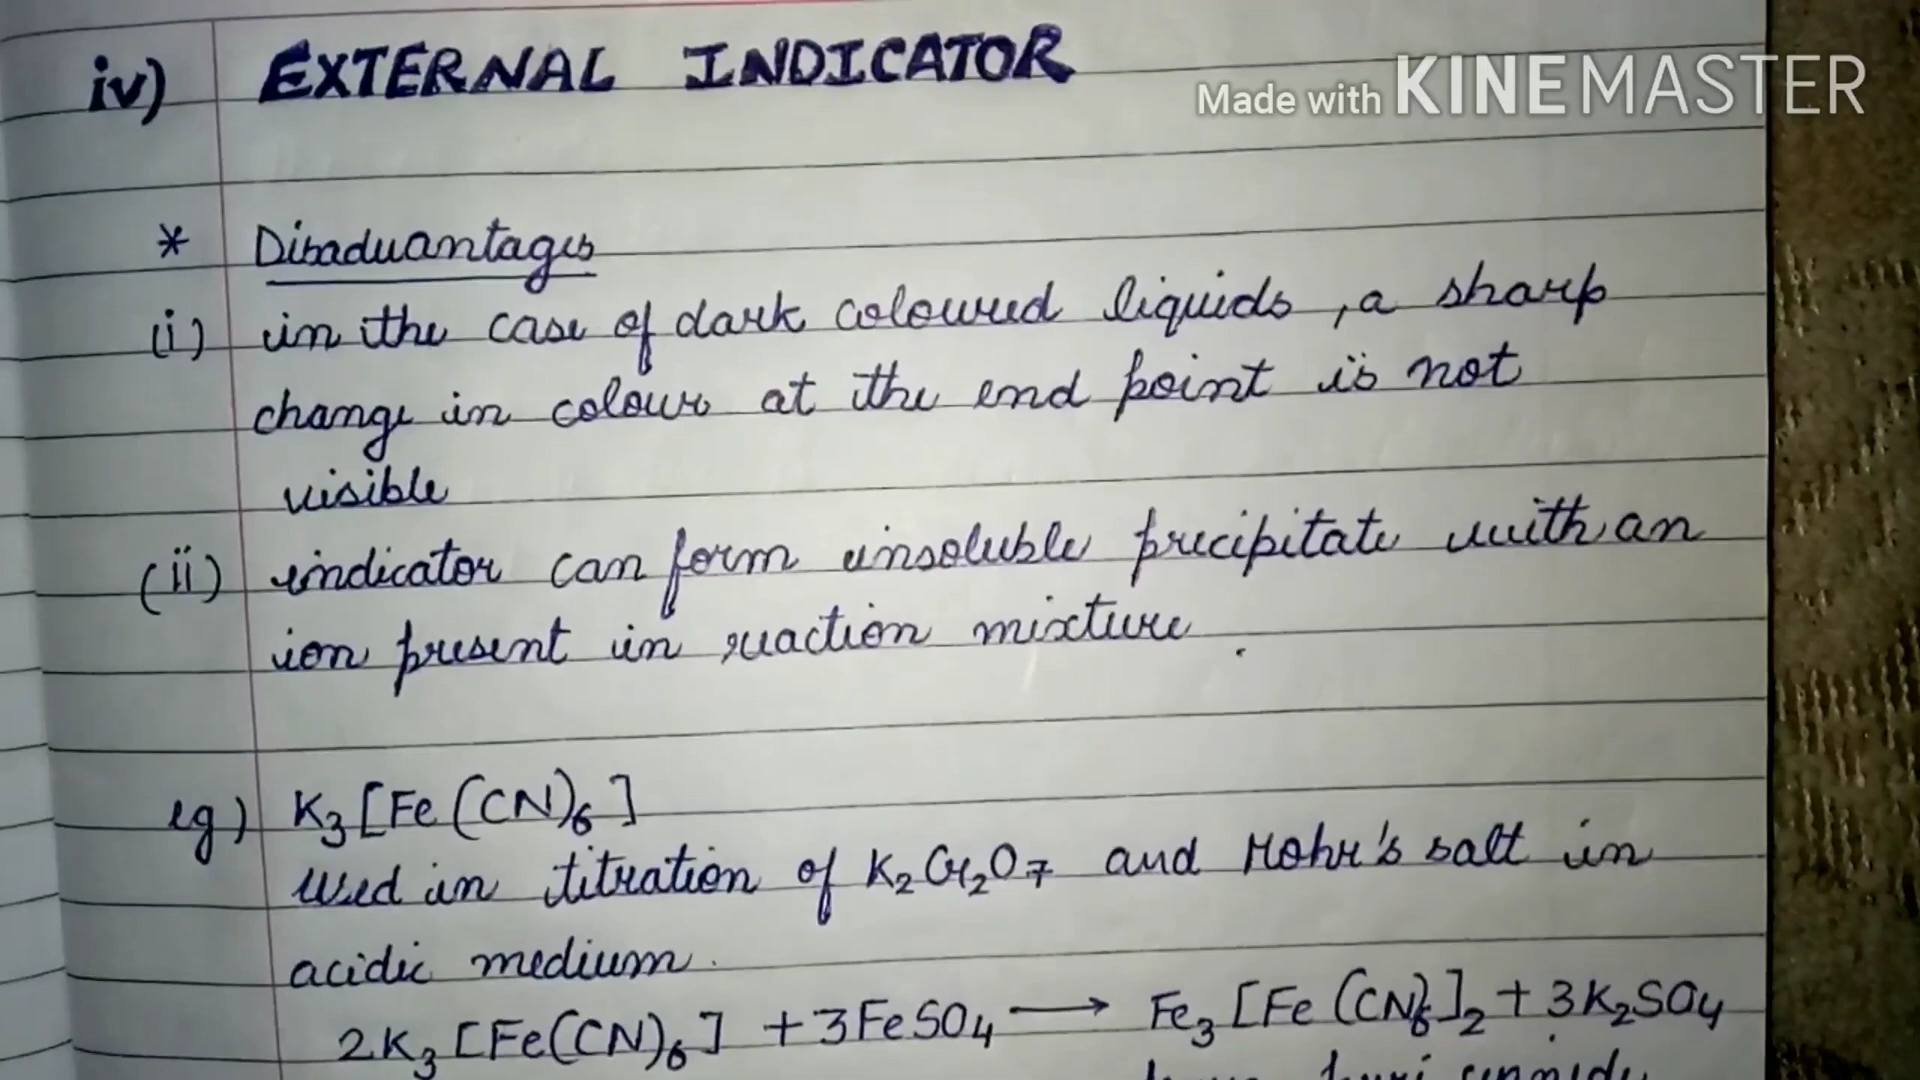 iv) EXTERNAL INDICATOR
Made with KINEMASTER
* Disadvantages
(i) in the case of dark coloured liquids, a sharp
change in colour at the end point is not
visible
(ii) indicator can form insoluble precipitate with an
ion present in reaction mixture.
eg) K₃[Fe(CN)₆]
used in titration of K₂Cr₂O₇ and Mohr's salt in
acidic medium.
2K₃[Fe(CN)₆] + 3FeSO₄ → Fe₃[Fe(CN)₆]₂ + 3K₂SO₄